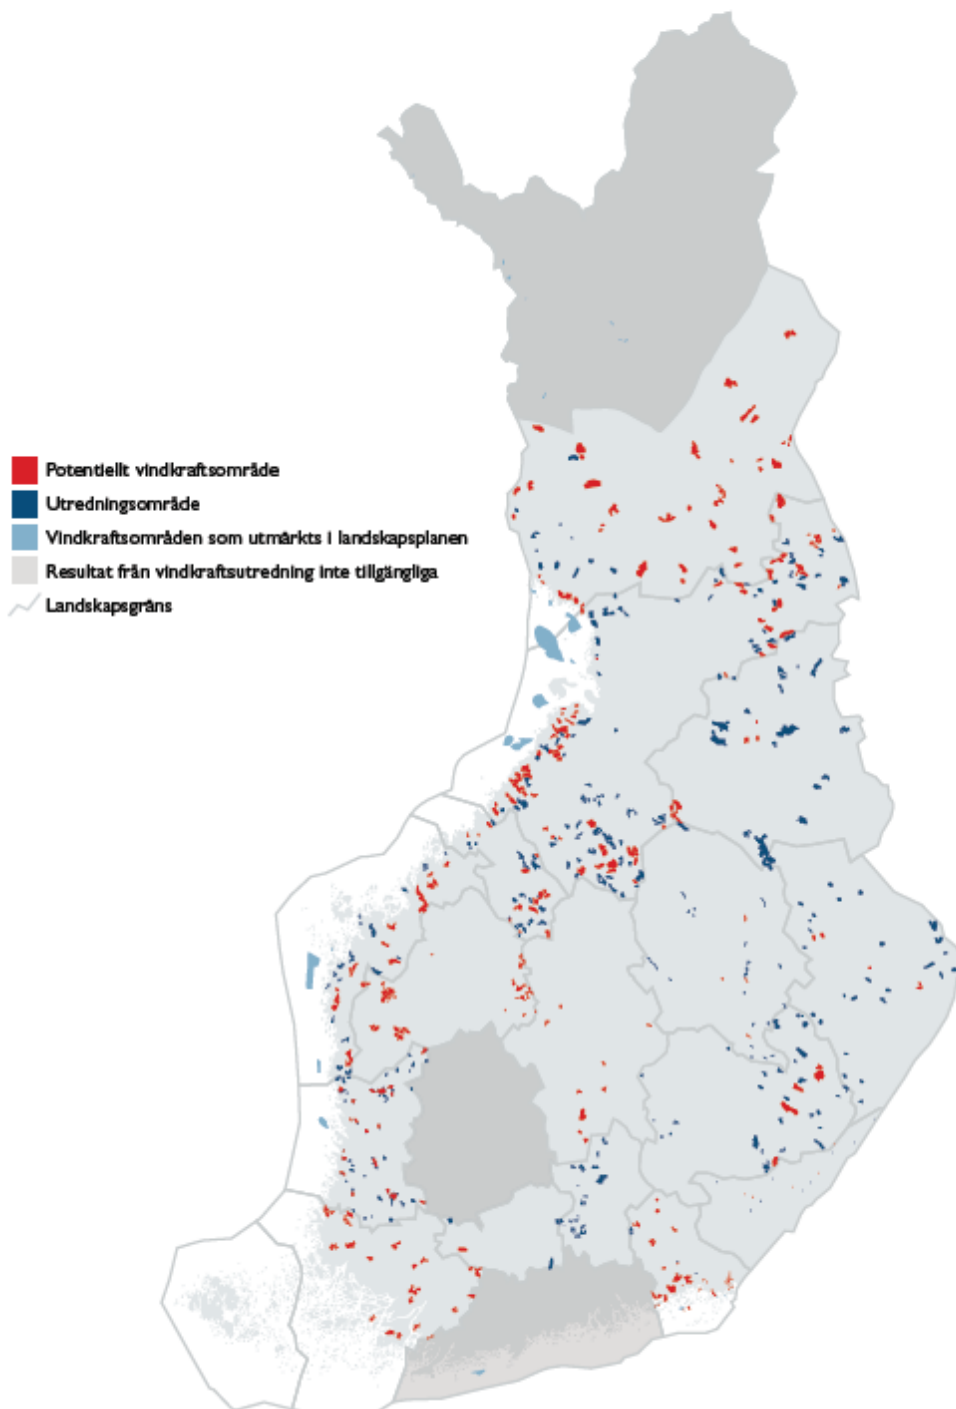 Potentiellt vindkraftsområde
Utredningsområde
Vindkraftsområden som utmärkts i landskapsplanen
Resultat från vindkraftsutredning inte tillgängliga
Landskapsgräns